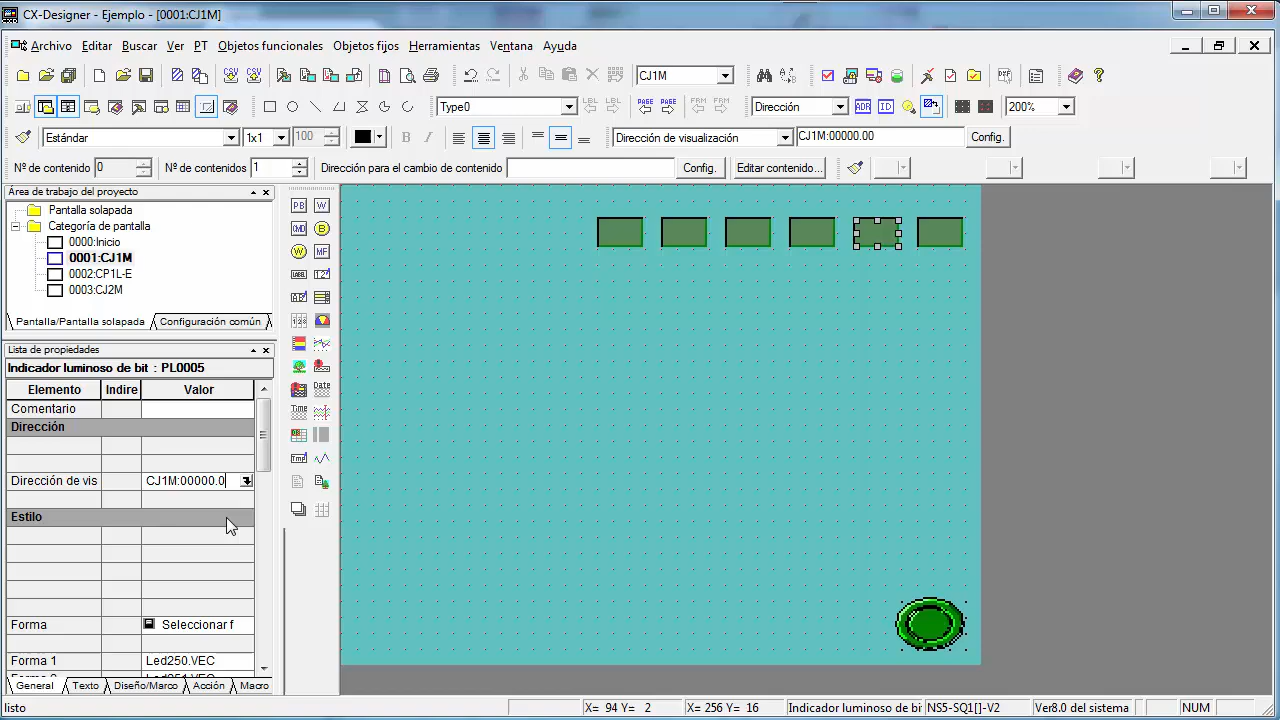 CX-Designer - Ejemplo - [0001:CJ1M]
Archivo Editar Buscar Ver PT Objetos funcionales Objetos fijos Herramientas Ventana Ayuda
CJ1M
Type0 Dirección 200%
Estándar 1x1 100 B I Dirección de visualización CJ1M:00000.00 Config.
Nº de contenido 0 Nº de contenidos 1 Dirección para el cambio de contenido Config. Editar contenido...
Área de trabajo del proyecto
Pantalla solapada
Categoría de pantalla
0000:Inicio
0001:CJ1M
0002:CP1L-E
0003:CJ2M
Pantalla/Pantalla solapada Configuración común
Lista de propiedades
Indicador luminoso de bit : PL0005
Elemento Indire Valor
Comentario
Dirección
Dirección de vis CJ1M:00000.0
Estilo
Forma Seleccionar f
Forma 1 Led250.VEC
General Texto Diseño/Marco Acción Macro
listo X= 94 Y= 2 X= 256 Y= 16 Indicador luminoso de bit NS5-SQ1[]-V2 Ver8.0 del sistema NUM